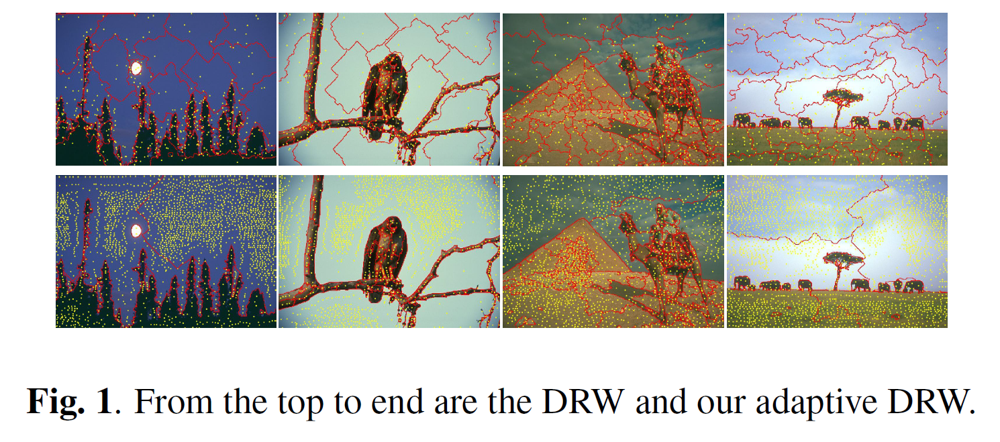 Fig. 1. From the top to end are the DRW and our adaptive DRW.